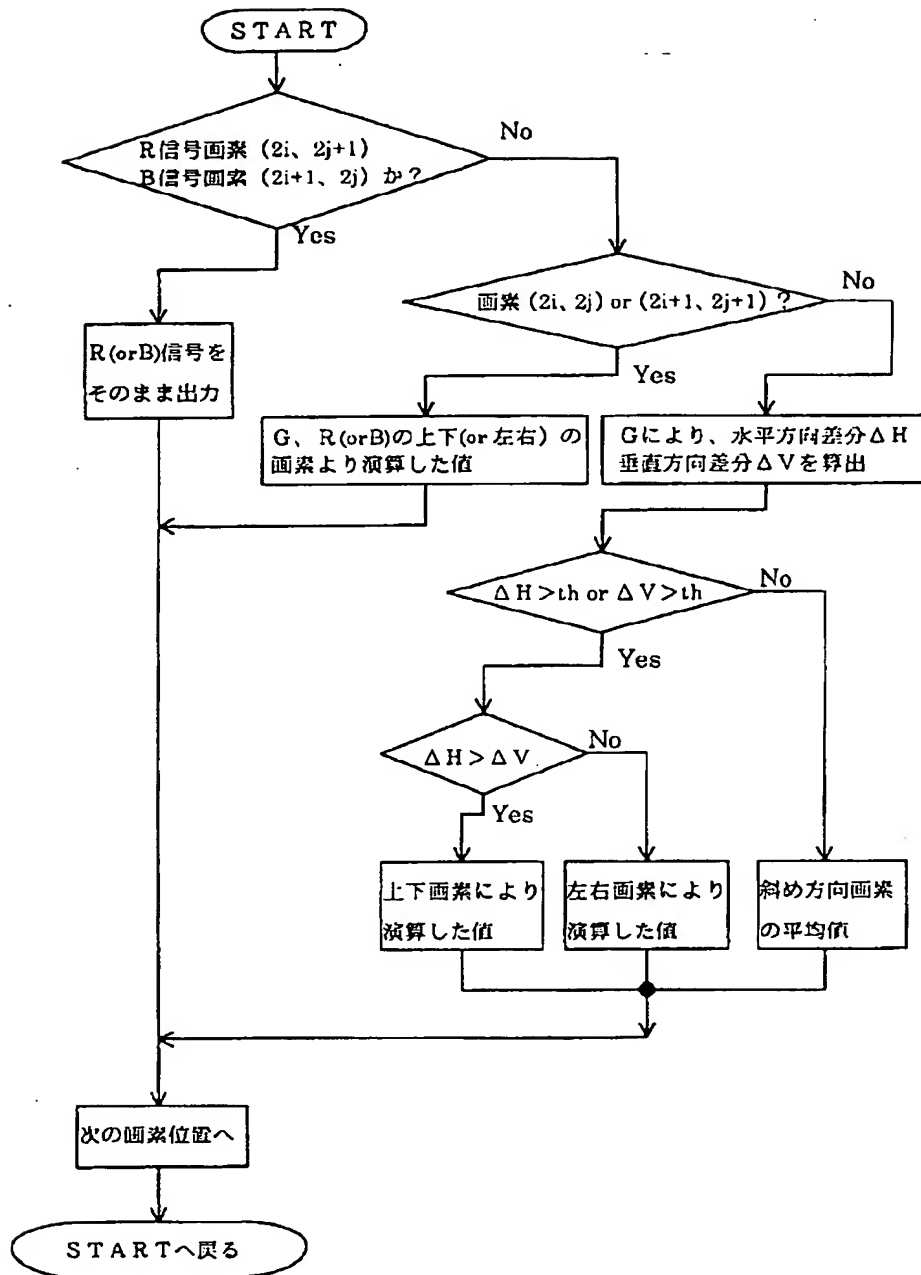 START
R信号画素 (2i、2j+1)
B信号画素 (2i+1、2j) か?
No
Yes
画素 (2i、2j) or (2i+1、2j+1) ?
No
Yes
R(orB)信号を
そのまま出力
G、R(orB)の上下(or 左右) の
画素より演算した値
Gにより、水平方向差分ΔH
垂直方向差分ΔVを算出
ΔH>th or ΔV>th
No
Yes
ΔH>ΔV
No
Yes
上下画素により
演算した値
左右画素により
演算した値
斜め方向画素
の平均値
次の画素位置へ
STARTへ戻る